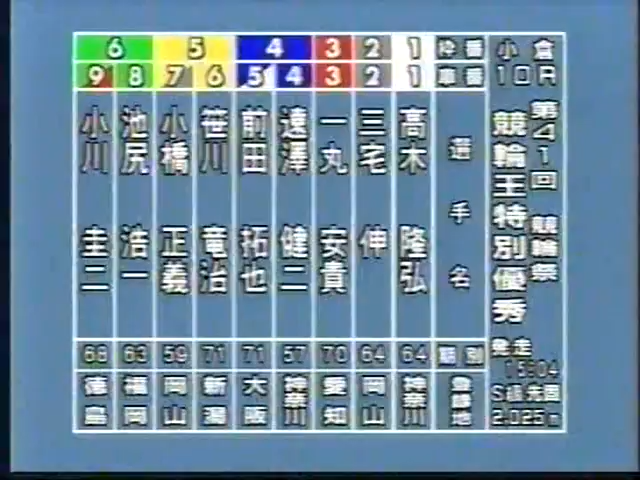 小倉
10R
第41回 競輪祭
競輪王特別優秀
発走
15:04
S級先固
2,025m
枠番 1 2 3 4 5 6
車番 1 2 3 4 5 6 7 8 9
選手名
高木 隆弘
三宅 伸
一丸 安貴
遠澤 健二
前田 拓也
笹川 竜治
小橋 正義
池尻 浩一
小川 圭二
期別 64 64 70 57 71 71 59 63 68
登録地 神奈川 岡山 愛知 神奈川 大阪 新潟 岡山 福岡 徳島